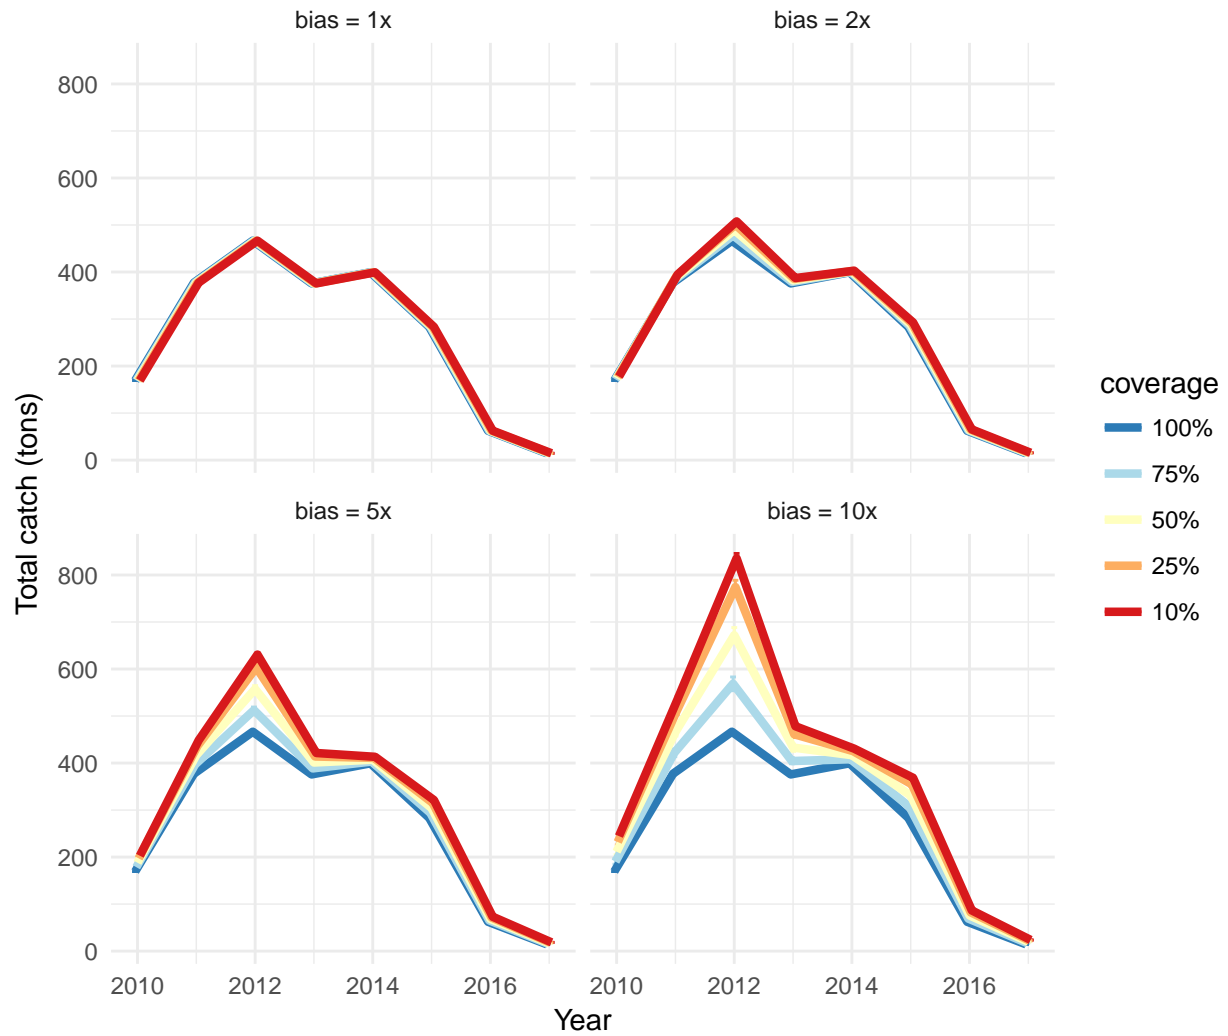 bias = 1x
bias = 2x
800
600
400
200
0
bias = 5x
bias = 10x
800
600
400
200
0
2010 2012 2014 2016
2010 2012 2014 2016
Year
Total catch (tons)
coverage
100%
75%
50%
25%
10%